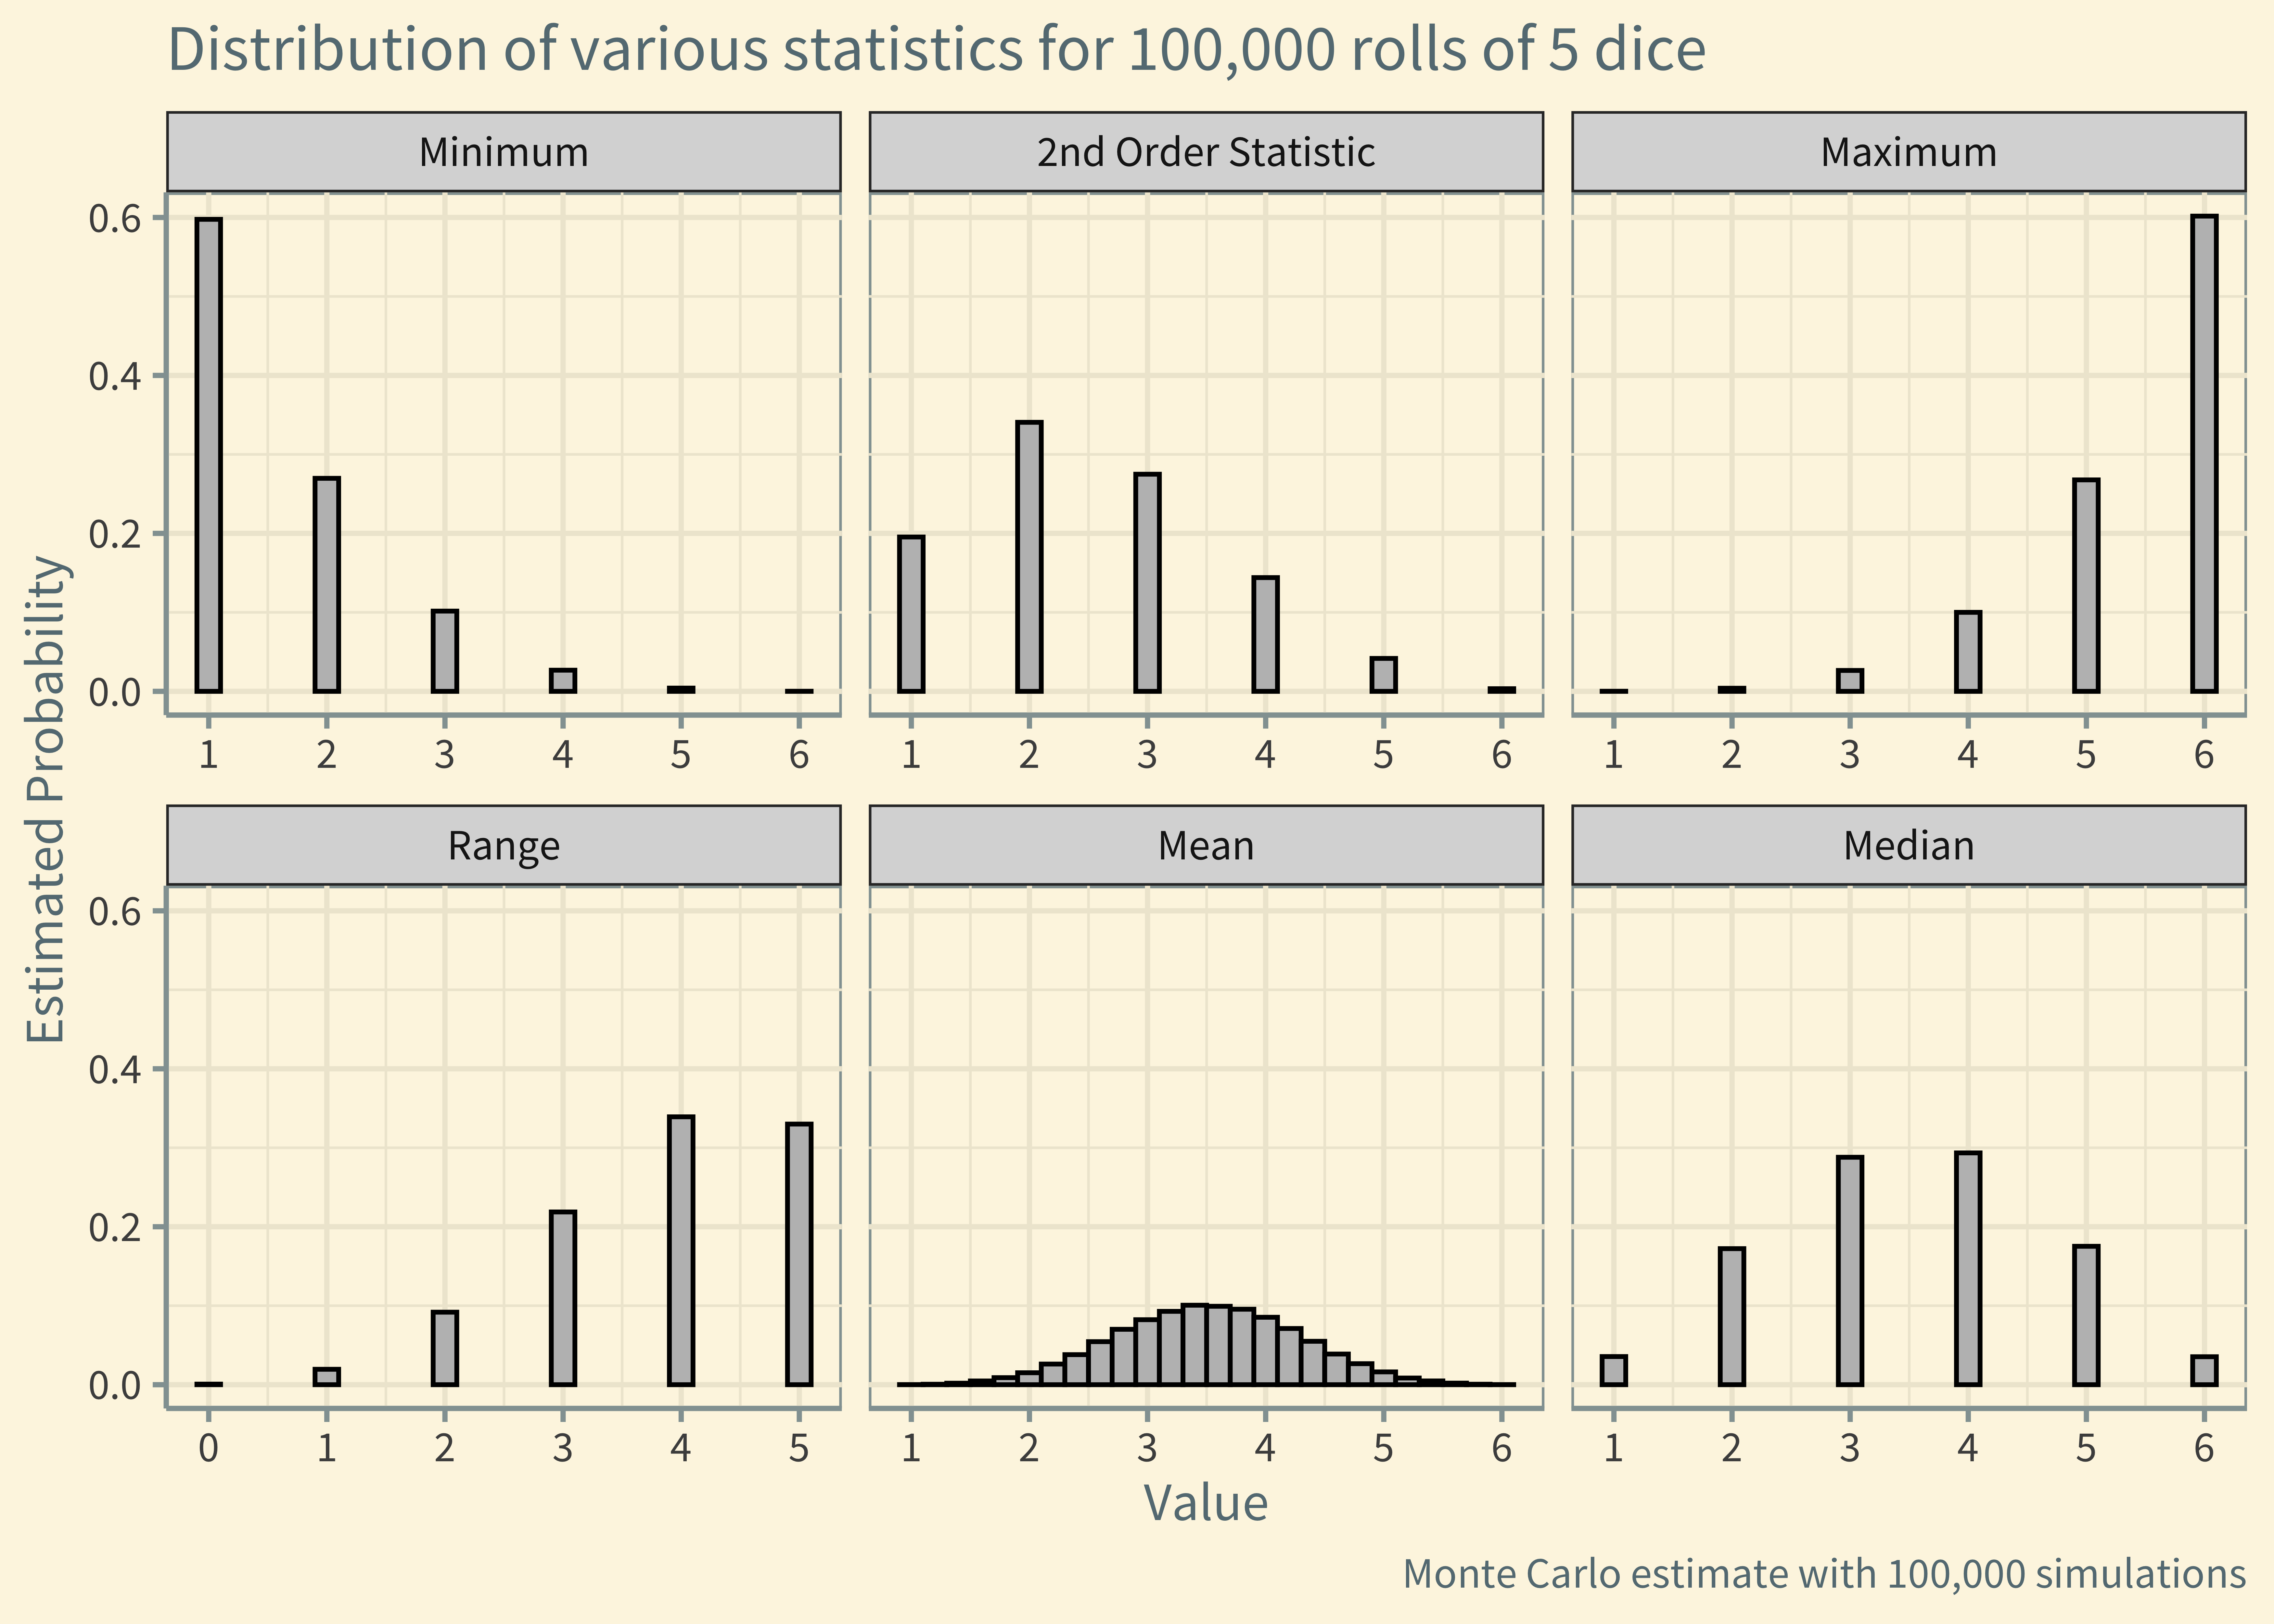 Distribution of various statistics for 100,000 rolls of 5 dice
Minimum
2nd Order Statistic
Maximum
Estimated Probability
0.6
0.4
0.2
0.0
1 2 3 4 5 6
1 2 3 4 5 6
1 2 3 4 5 6
Range
Mean
Median
0.6
0.4
0.2
0.0
0 1 2 3 4 5
1 2 3 4 5 6
1 2 3 4 5 6
Value
Monte Carlo estimate with 100,000 simulations